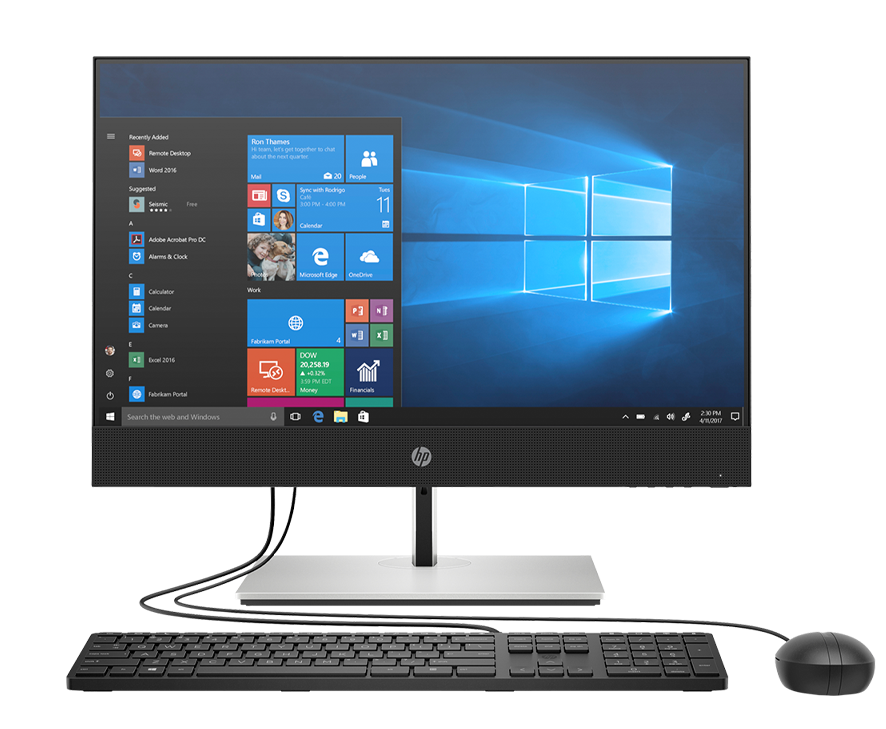 Recently Added
Remote Desktop
Word 2016
Suggested
Seismic
Free
A
Adobe Acrobat Pro DC
Alarms & Clock
C
Calculator
Calendar
Camera
E
Excel 2016
F
Fabrikam Portal
Ron Thames
Hi team, let's get together to chat
about the next quarter
Mail
20
People
Sync with Rodrigo
Café
3:00 PM - 4:00 PM
Tues
11
Calendar
Photos
Microsoft Edge
OneDrive
Work
Fabrikam Portal
4
Remote Deskt...
DOW
20,258.19
▲ +0.32%
3:59 PM EDT
Money
Financials
Search the web and Windows
2:30 PM
4/11/2017
hp